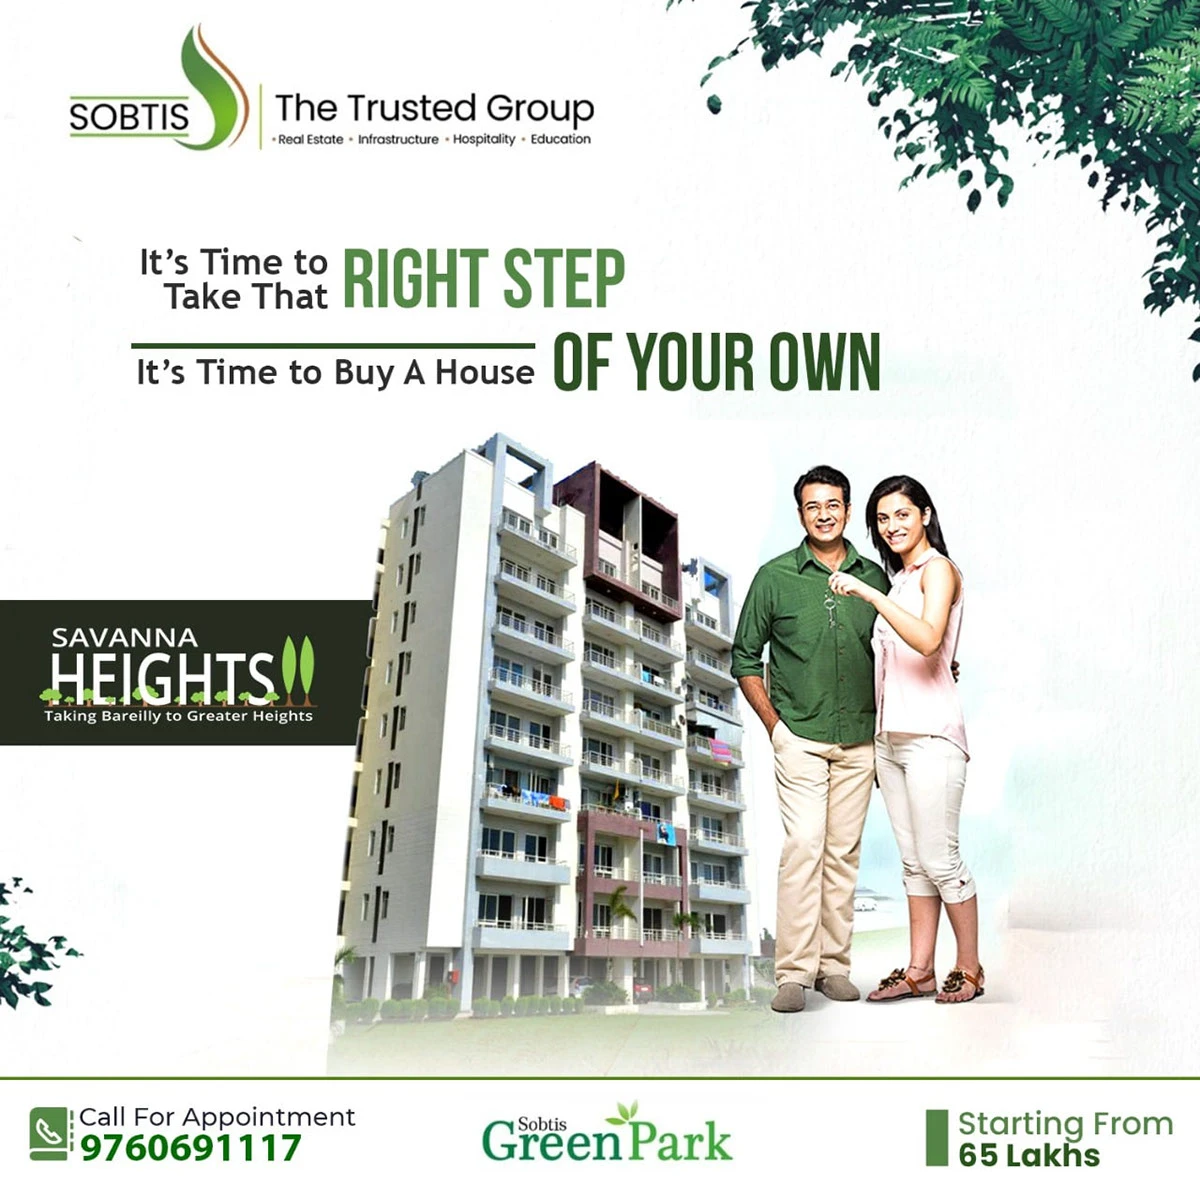 SOBTIS
The Trusted Group
• Real Estate • Infrastructure • Hospitality • Education
It's Time to
Take That RIGHT STEP
It's Time to Buy A House OF YOUR OWN
SAVANNA
HEIGHTS
Taking Bareilly to Greater Heights
Call For Appointment
9760691117
Sobtis
GreenPark
Starting From
65 Lakhs